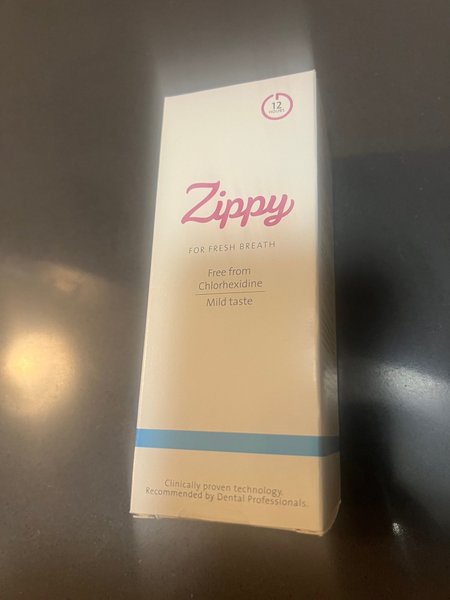 12
HOURS
Zippy
FOR FRESH BREATH
Free from
Chlorhexidine
Mild taste
Clinically proven technology.
Recommended by Dental Professionals.